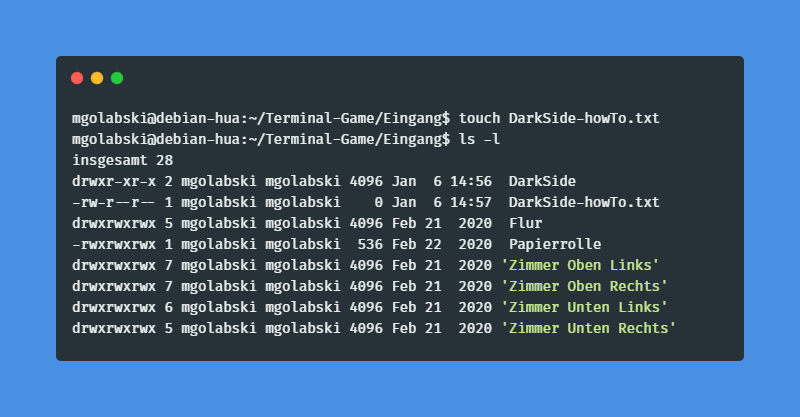 mgolabski@debian-hua:~/Terminal-Game/Eingang$ touch DarkSide-howTo.txt
mgolabski@debian-hua:~/Terminal-Game/Eingang$ ls -l
insgesamt 28
drwxr-xr-x 2 mgolabski mgolabski 4096 Jan  6 14:56  DarkSide
-rw-r--r-- 1 mgolabski mgolabski    0 Jan  6 14:57  DarkSide-howTo.txt
drwxrwxrwx 5 mgolabski mgolabski 4096 Feb 21  2020  Flur
-rwxrwxrwx 1 mgolabski mgolabski  536 Feb 22  2020  Papierrolle
drwxrwxrwx 7 mgolabski mgolabski 4096 Feb 21  2020 'Zimmer Oben Links'
drwxrwxrwx 7 mgolabski mgolabski 4096 Feb 21  2020 'Zimmer Oben Rechts'
drwxrwxrwx 6 mgolabski mgolabski 4096 Feb 21  2020 'Zimmer Unten Links'
drwxrwxrwx 5 mgolabski mgolabski 4096 Feb 21  2020 'Zimmer Unten Rechts'